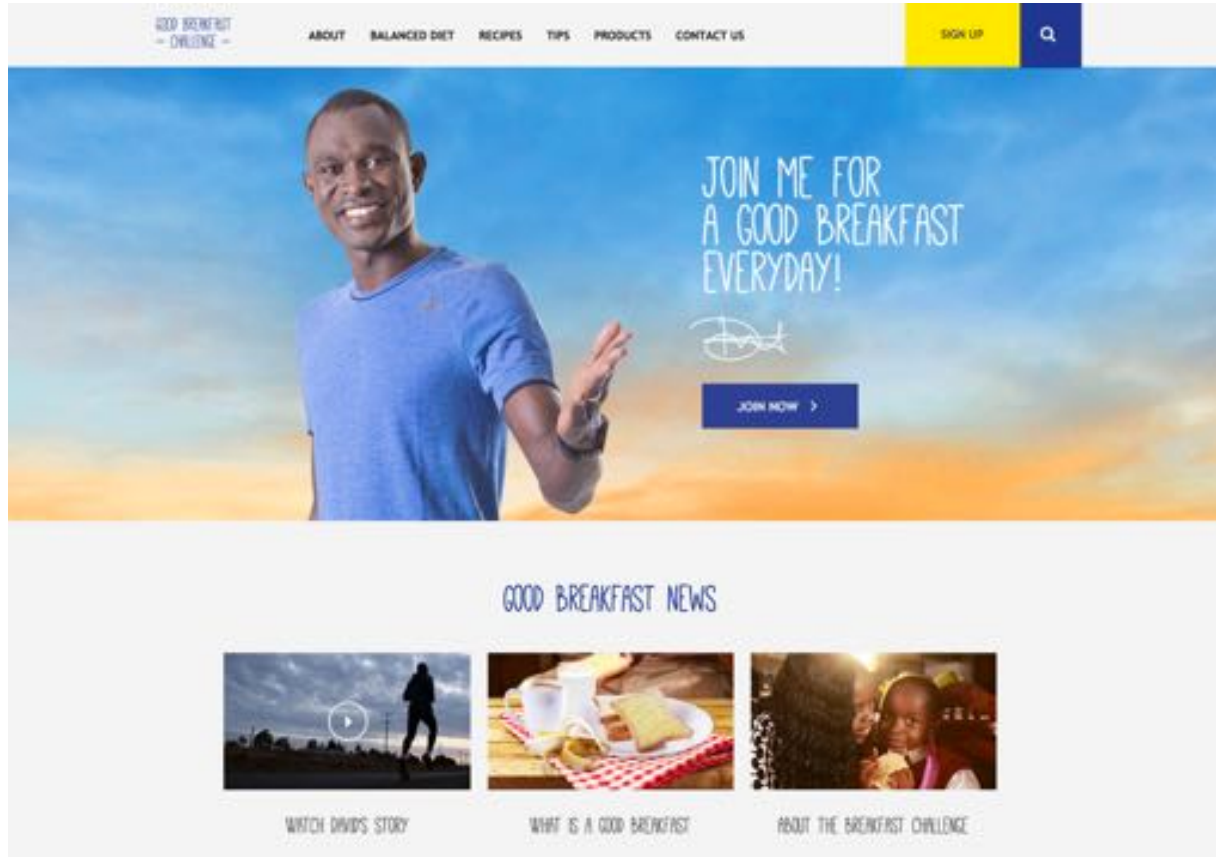 GOOD BREAKFAST
– CHALLENGE –
ABOUT BALANCED DIET RECIPES TIPS PRODUCTS CONTACT US
SIGN UP
JOIN ME FOR
A GOOD BREAKFAST
EVERYDAY!
JOIN NOW >
GOOD BREAKFAST NEWS
WATCH DAVID'S STORY
WHAT IS A GOOD BREAKFAST
ABOUT THE BREAKFAST CHALLENGE